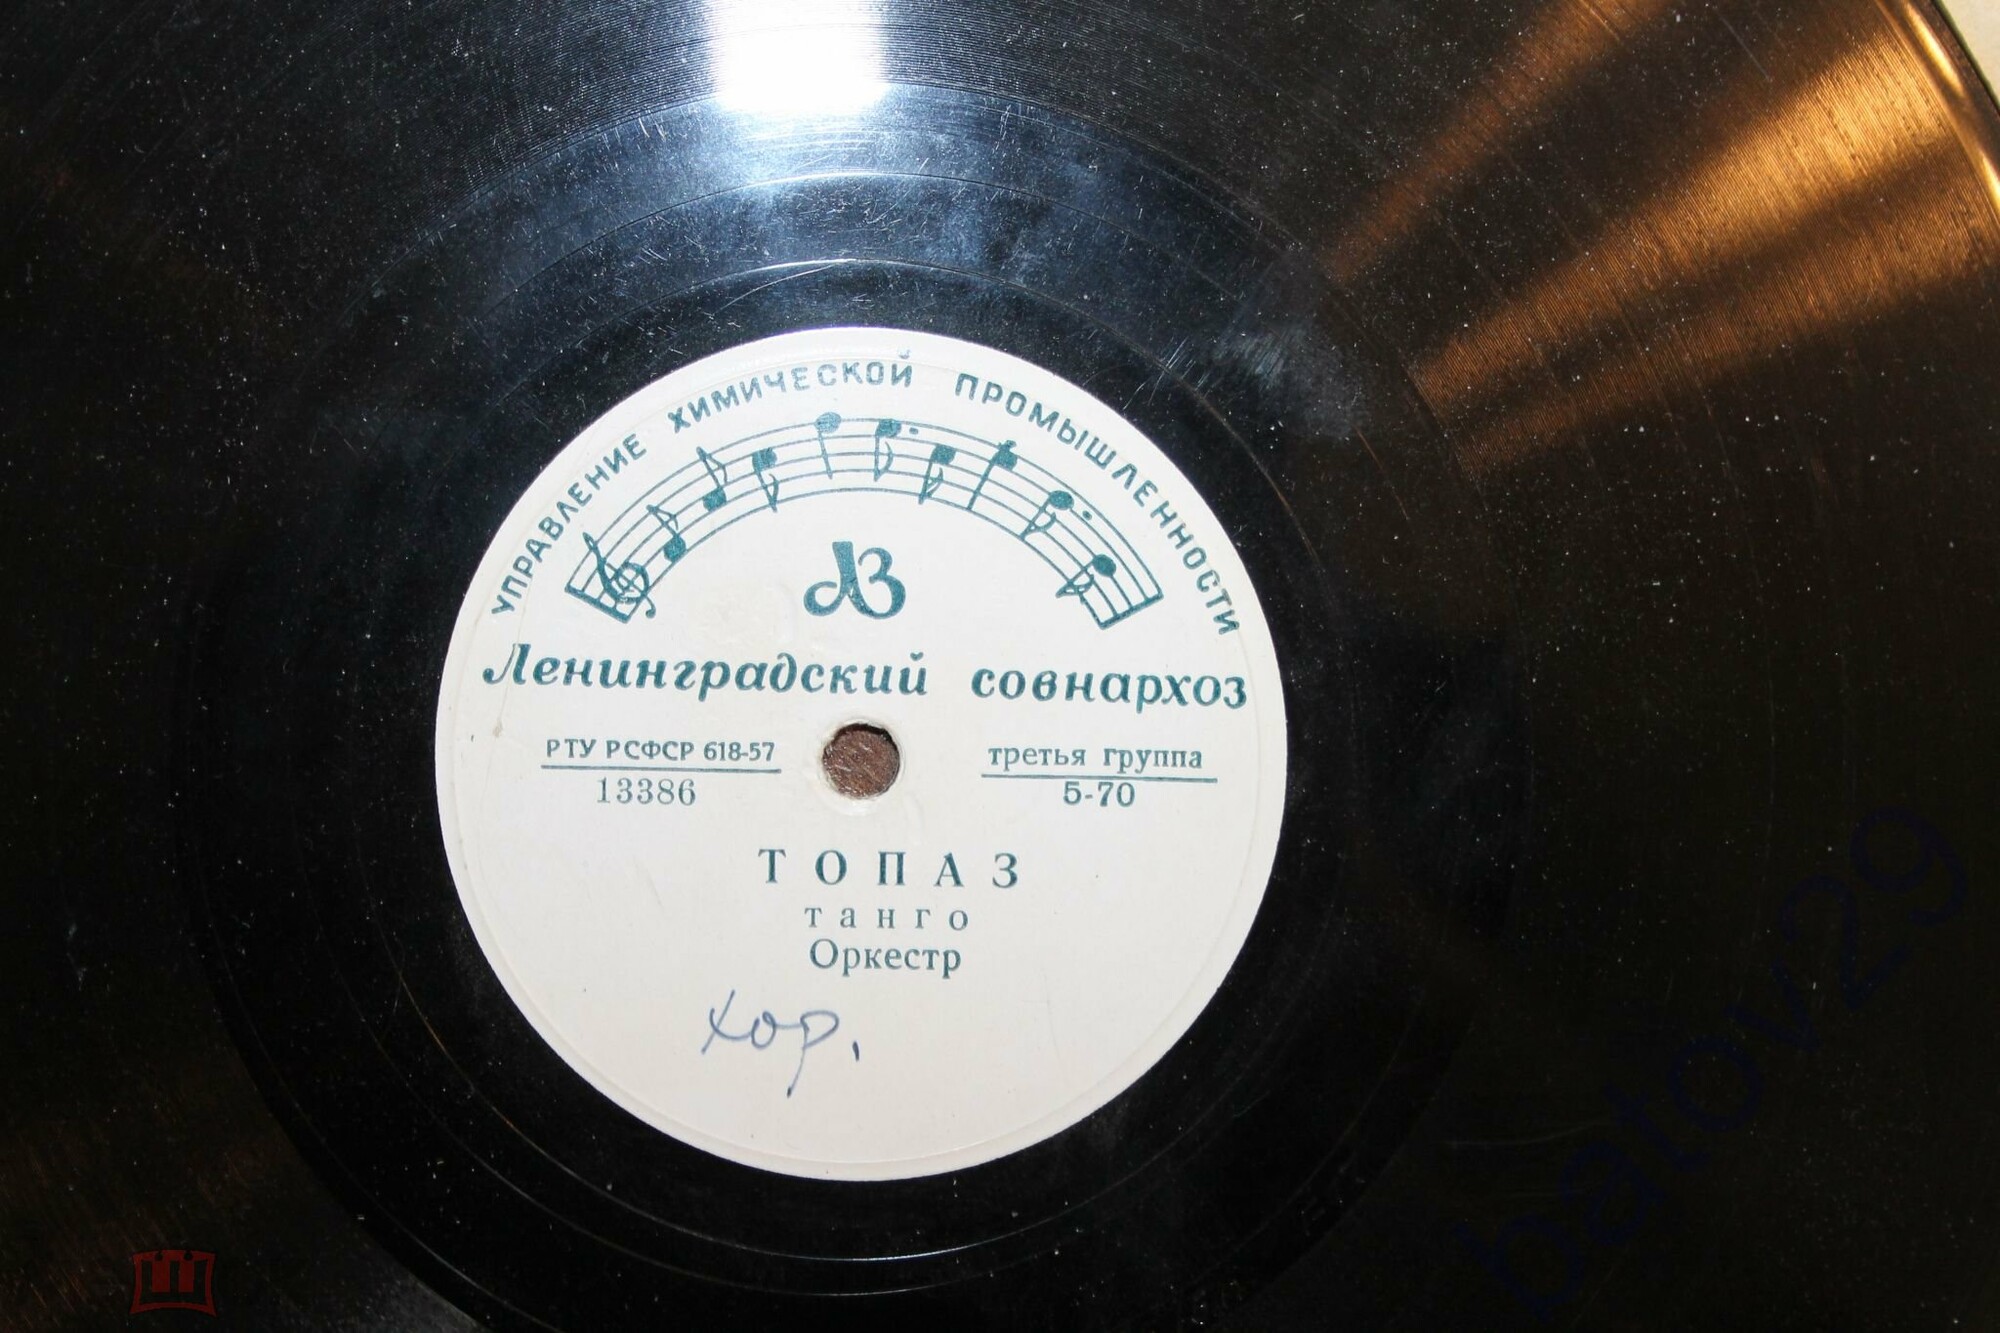 УПРАВЛЕНИЕ ХИМИЧЕСКОЙ ПРОМЫШЛЕННОСТИ
ЛЗ
Ленинградский совнархоз
РТУ РСФСР 618-57
13386
третья группа
5-70
ТОПАЗ
танго
Оркестр
хор.
batov29